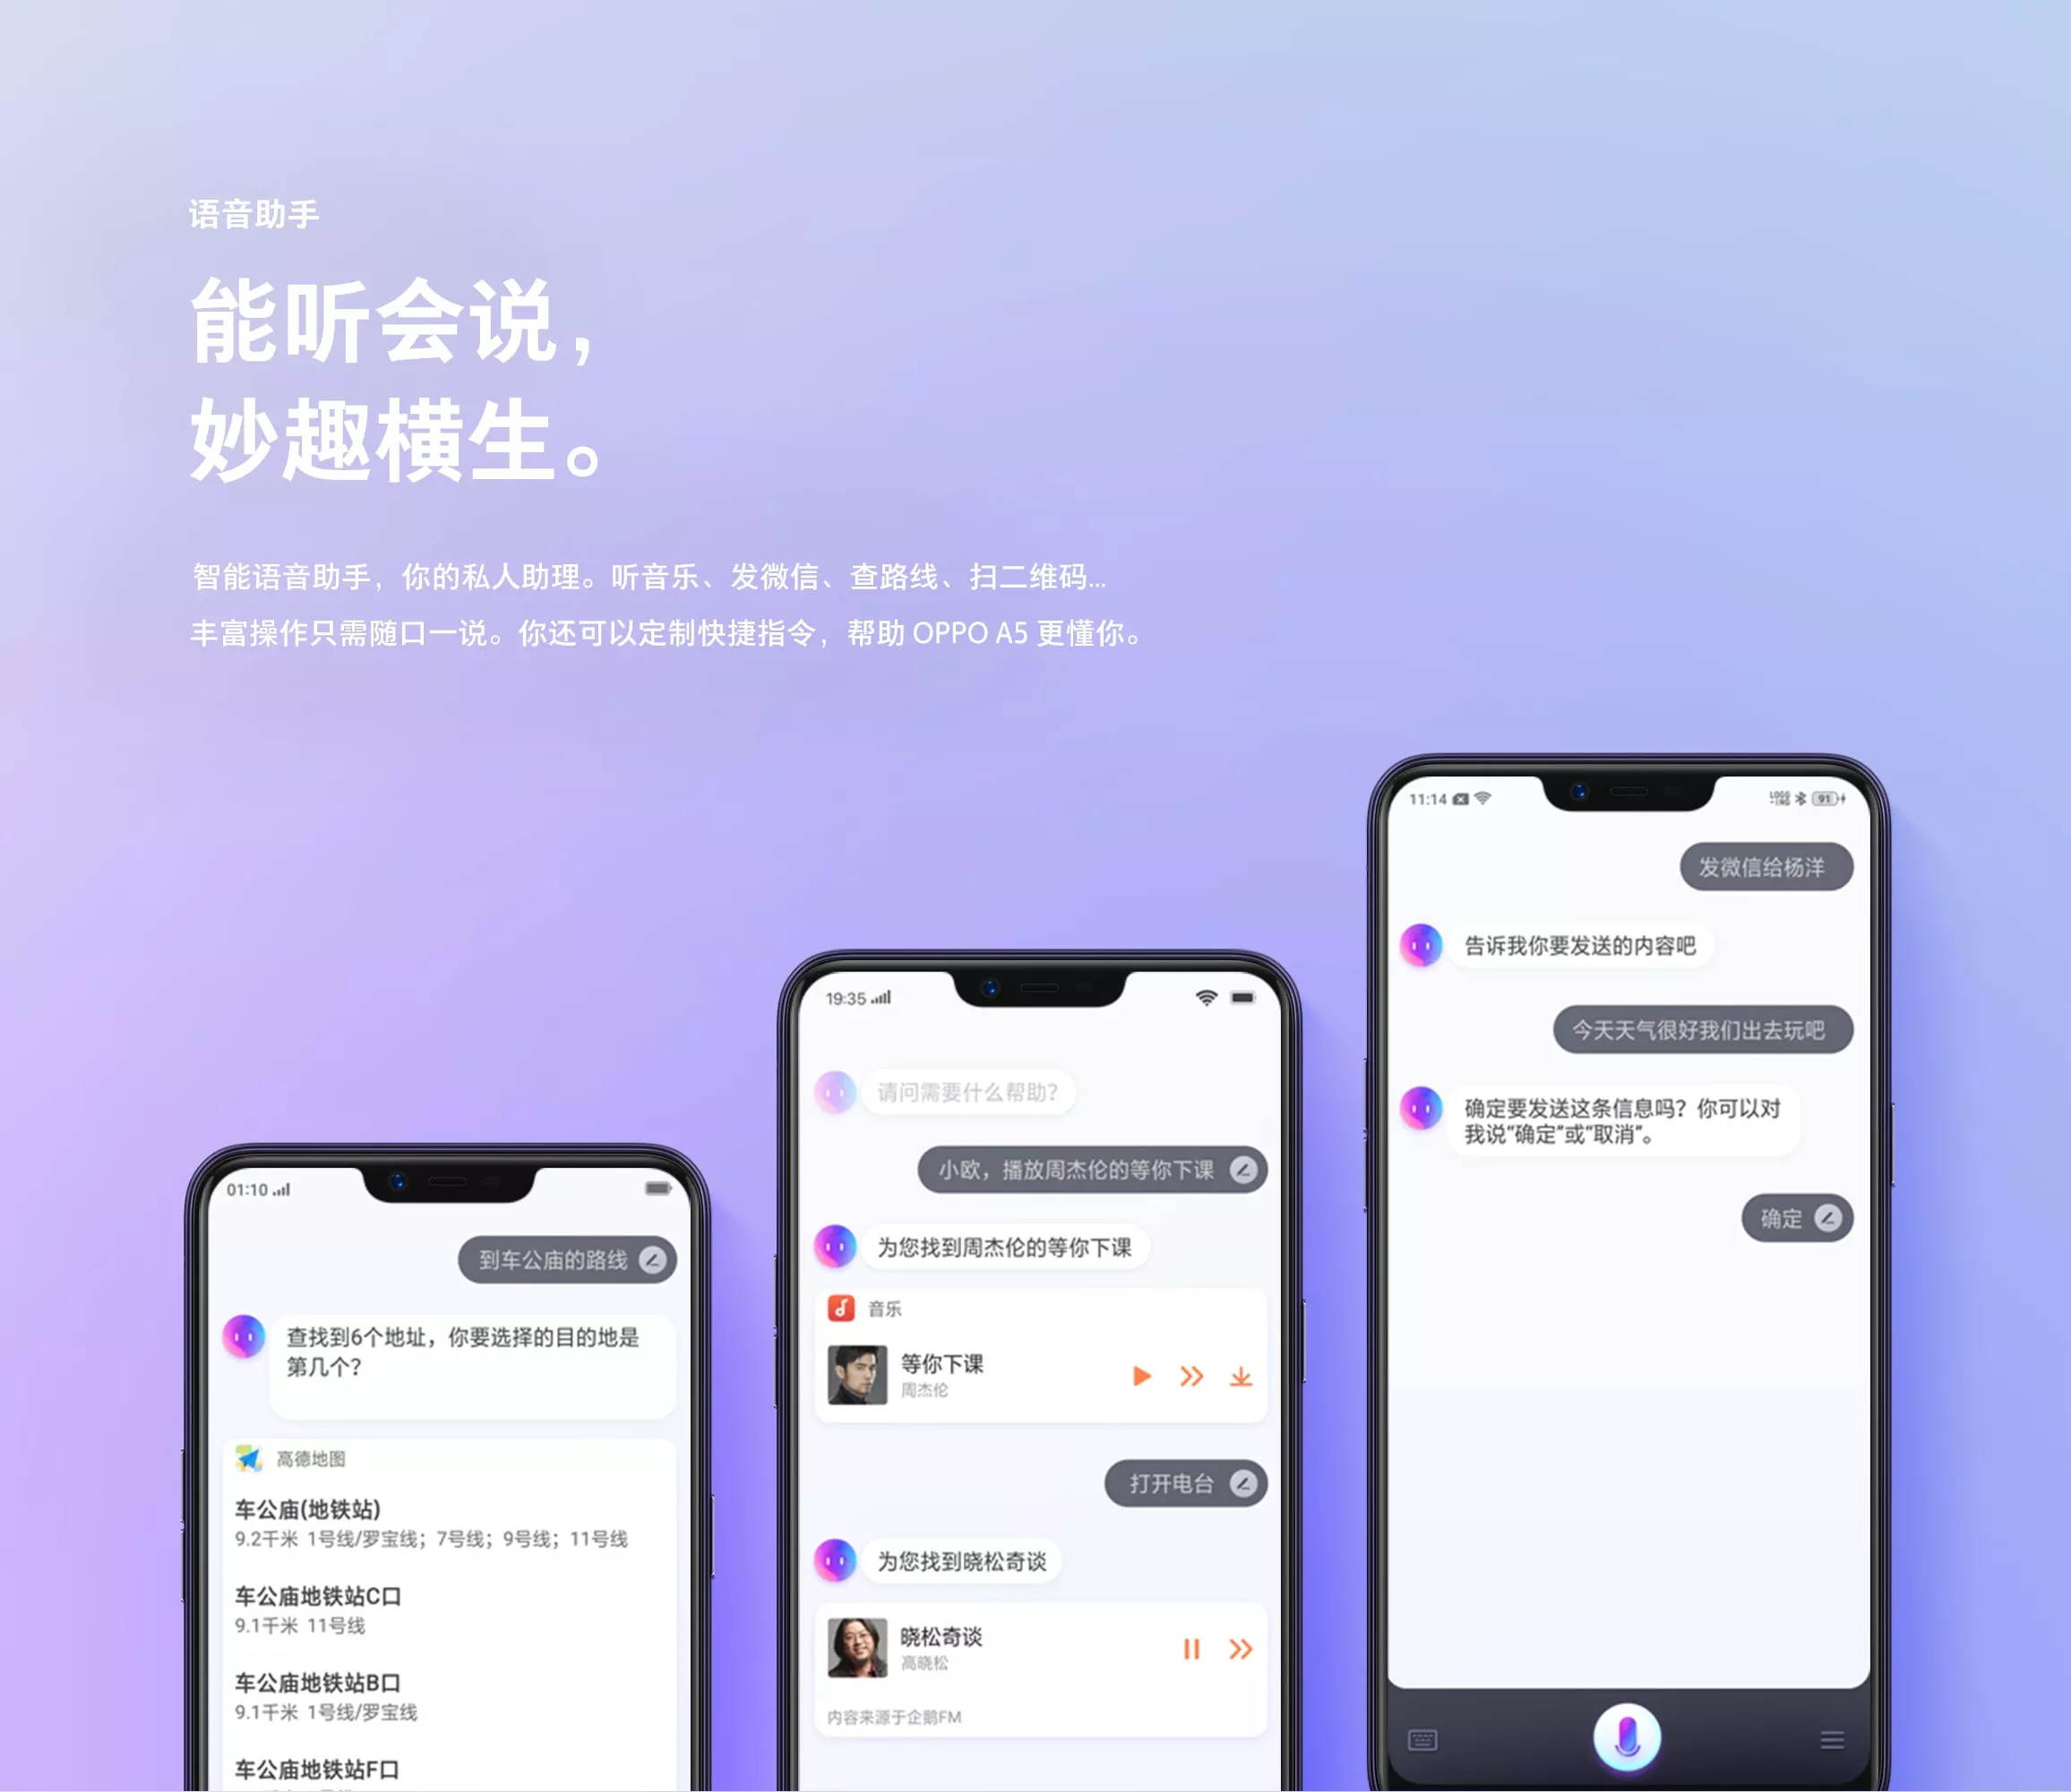 语音助手
能听会说，
妙趣横生。
智能语音助手，你的私人助理。听音乐、发微信、查路线、扫二维码...
丰富操作只需随口一说。你还可以定制快捷指令，帮助 OPPO A5 更懂你。
01:10
到车公庙的路线
查找到6个地址，你要选择的目的地是
第几个？
高德地图
车公庙(地铁站)
9.2千米 1号线/罗宝线；7号线；9号线；11号线
车公庙地铁站C口
9.1千米 11号线
车公庙地铁站B口
9.1千米 1号线/罗宝线
车公庙地铁站F口
19:35
请问需要什么帮助？
小欧，播放周杰伦的等你下课
为您找到周杰伦的等你下课
音乐
等你下课
周杰伦
打开电台
为您找到晓松奇谈
晓松奇谈
高晓松
内容来源于企鹅FM
11:14
91
发微信给杨洋
告诉我你要发送的内容吧
今天天气很好我们出去玩吧
确定要发送这条信息吗？你可以对
我说“确定”或“取消”。
确定